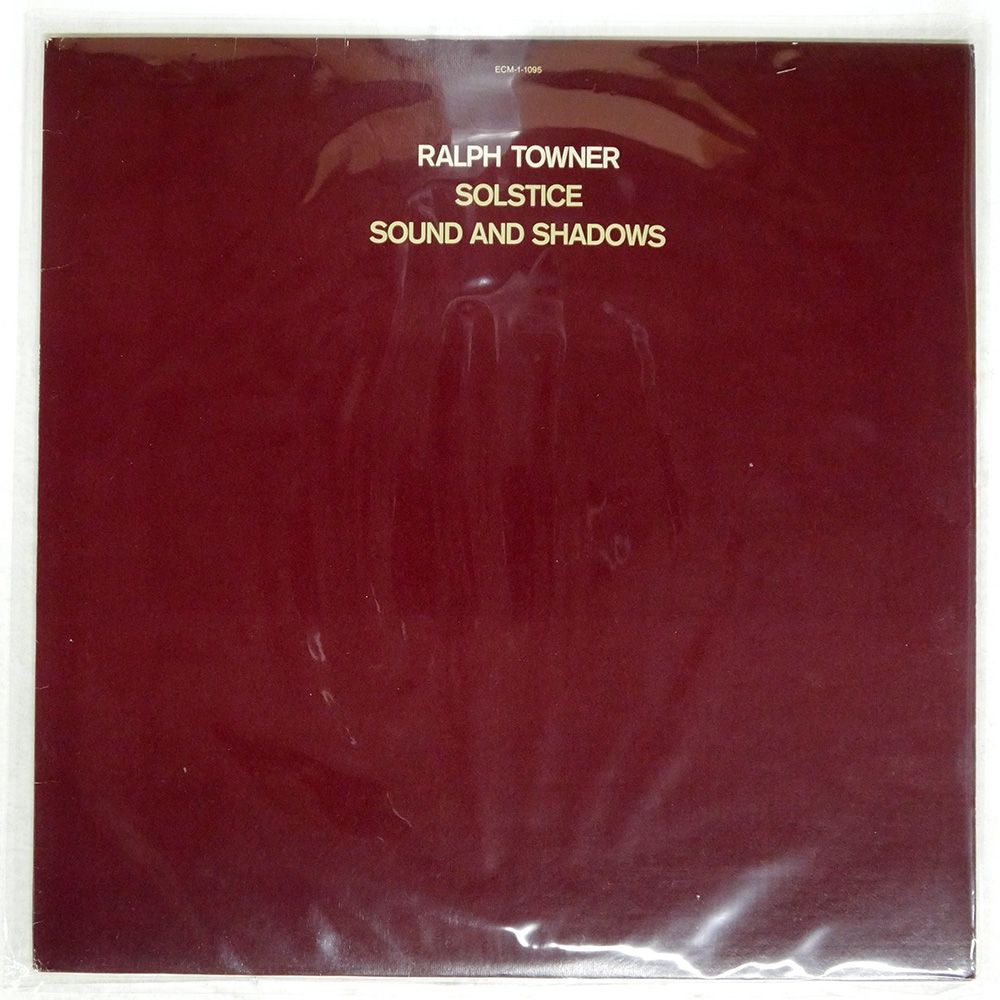 ECM-1-1095
RALPH TOWNER
SOLSTICE
SOUND AND SHADOWS